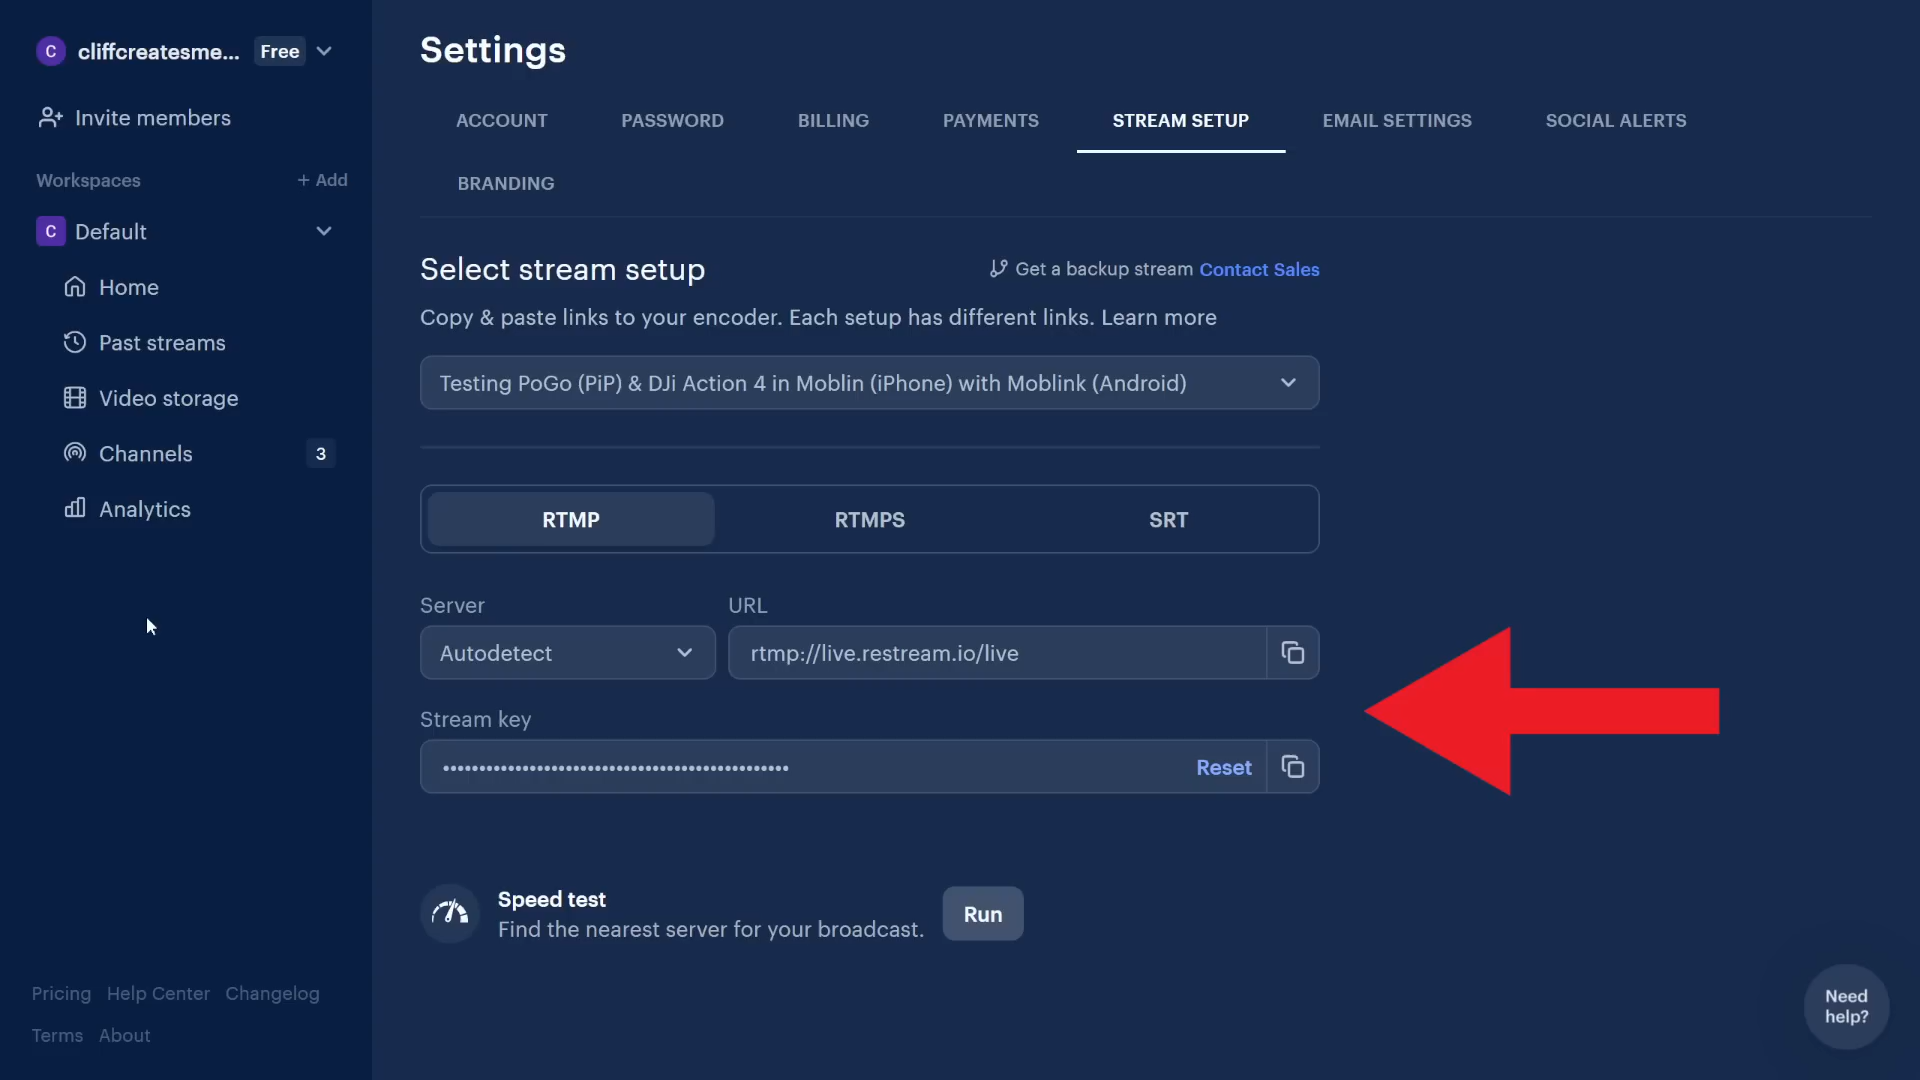 C cliffcreatesme... Free
Invite members
Workspaces + Add
C Default
Home
Past streams
Video storage
Channels 3
Analytics
Pricing Help Center Changelog
Terms About
Settings
ACCOUNT PASSWORD BILLING PAYMENTS STREAM SETUP EMAIL SETTINGS SOCIAL ALERTS
BRANDING
Select stream setup Get a backup stream Contact Sales
Copy & paste links to your encoder. Each setup has different links. Learn more
Testing PoGo (PiP) & DJi Action 4 in Moblin (iPhone) with Moblink (Android)
RTMP RTMPS SRT
Server URL
Autodetect rtmp://live.restream.io/live
Stream key
Reset
Speed test
Find the nearest server for your broadcast. Run
Need
help?